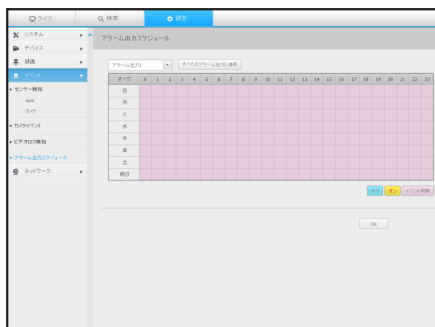 ライブ
検索
設定
システム
デバイス
録画
イベント
センサー検知
NVR
カメラ
カメライベント
ビデオロス検知
アラーム出力スケジュール
ネットワーク
アラーム出力スケジュール
アラーム出力1
すべてのアラーム出力に適用
すべて 0 1 2 3 4 5 6 7 8 9 10 11 12 13 14 15 16 17 18 19 20 21 22 23
日
月
火
水
木
金
土
祝日
オフ オン イベント同期
OK